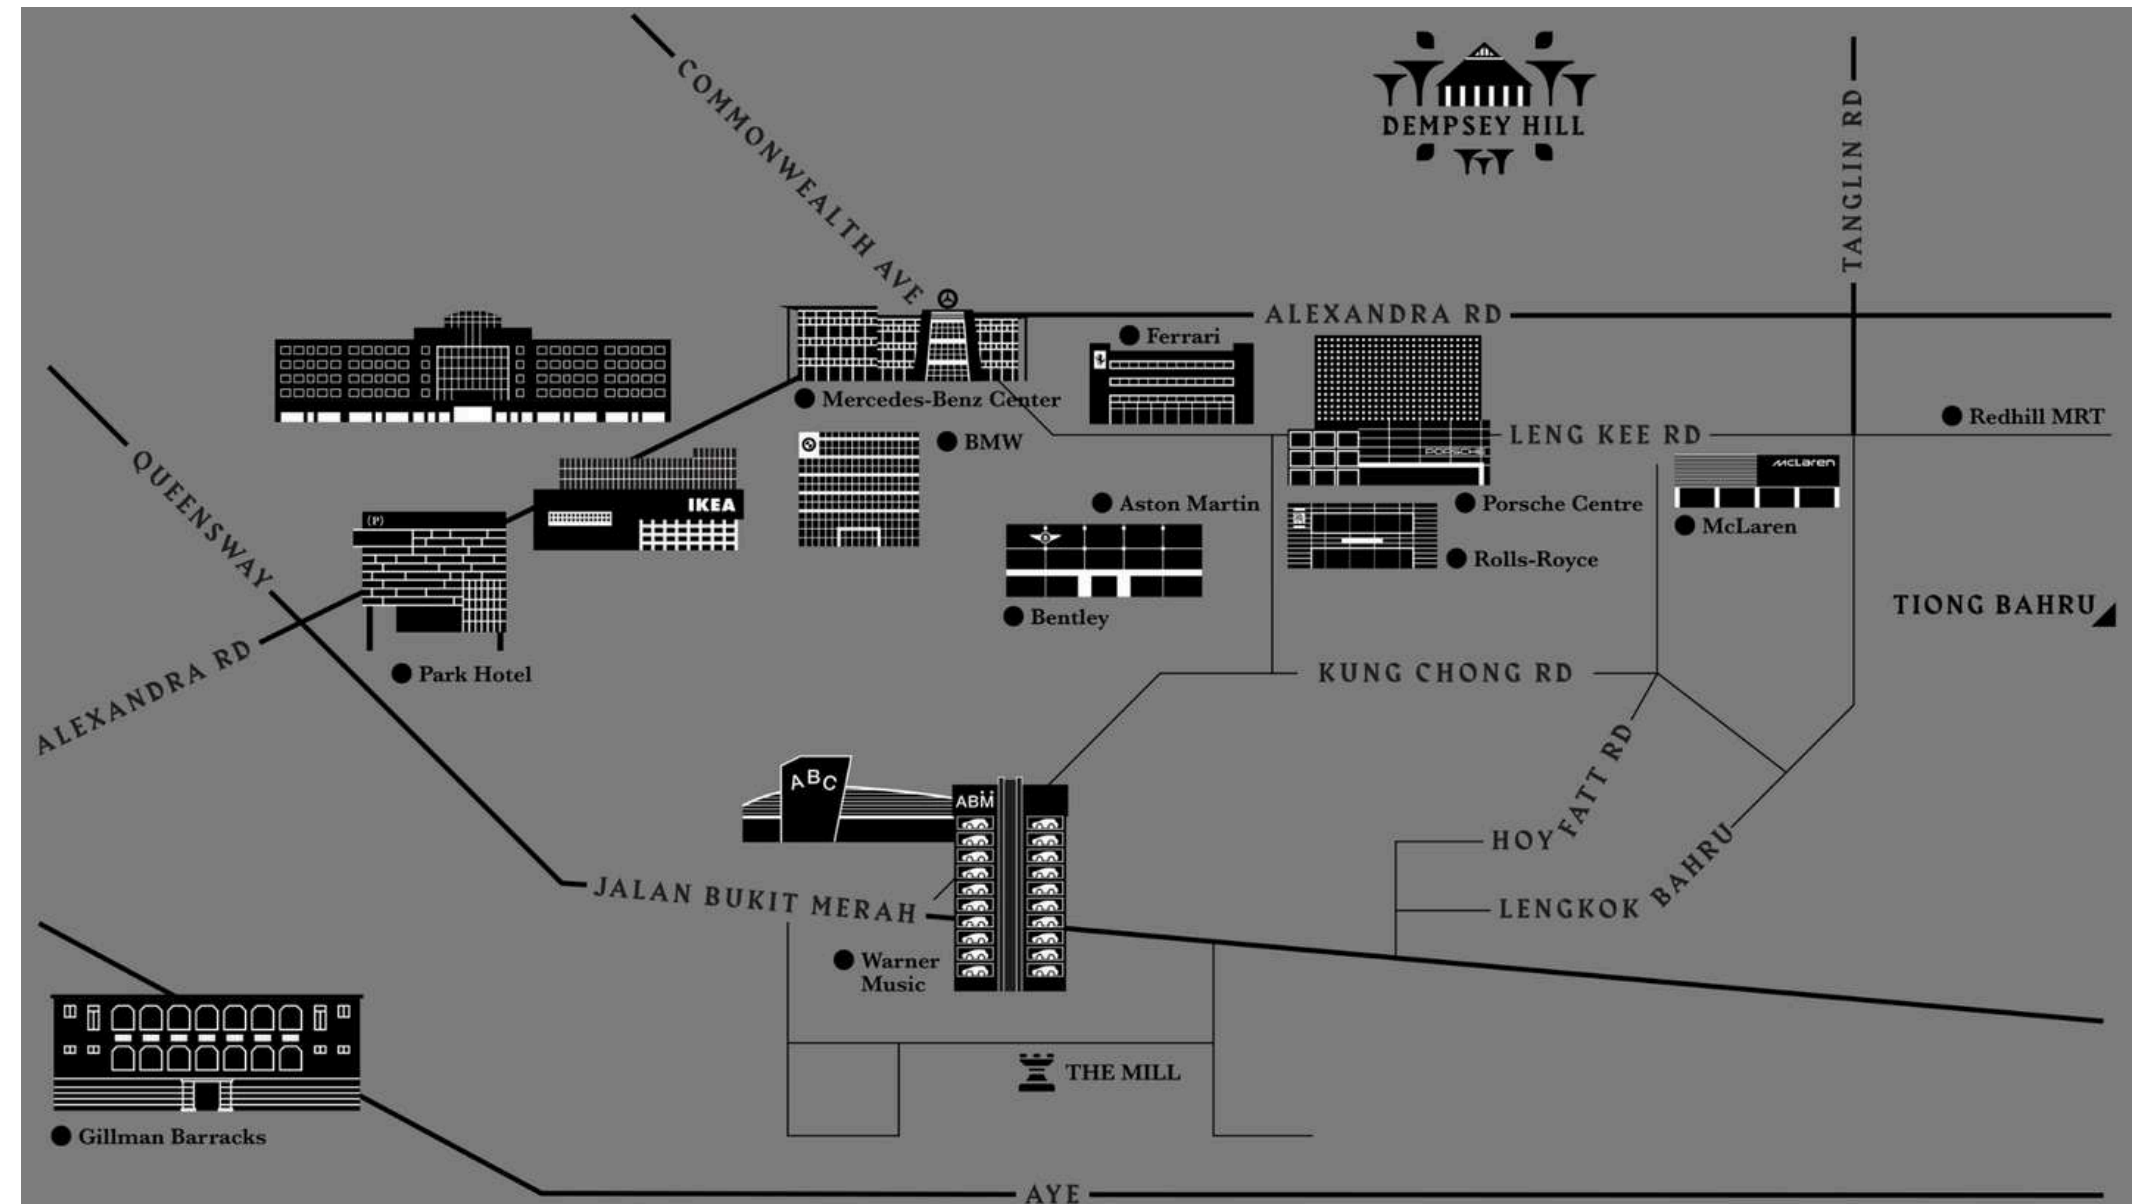 COMMONWEALTH AVE
DEMPSEY HILL
TANGLIN RD
ALEXANDRA RD
Ferrari
Mercedes-Benz Center
BMW
LENG KEE RD
Redhill MRT
PORSCHE
McLaren
IKEA
Aston Martin
Porsche Centre
McLaren
QUEENSWAY
(P)
Rolls-Royce
Bentley
TIONG BAHRU
ALEXANDRA RD
Park Hotel
KUNG CHONG RD
ABC
ABM
HOY FATT RD
JALAN BUKIT MERAH
LENGKOK BAHRU
Warner
Music
THE MILL
Gillman Barracks
AYE